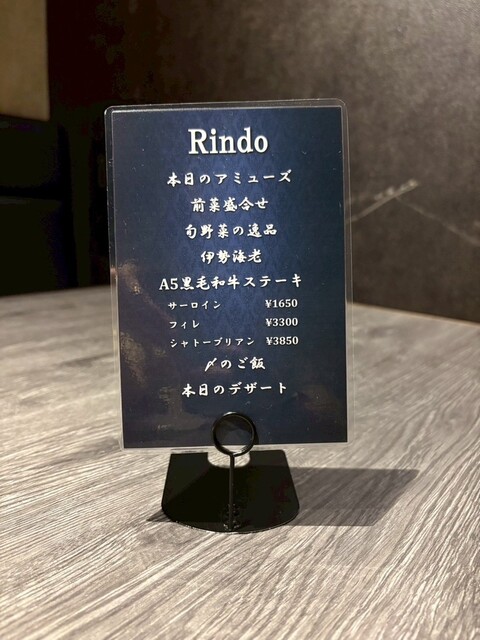 Rindo
本日のアミューズ
前菜盛合せ
旬野菜の逸品
伊勢海老
A5黒毛和牛ステーキ
サーロイン ¥1650
フィレ ¥3300
シャトーブリアン ¥3850
〆のご飯
本日のデザート